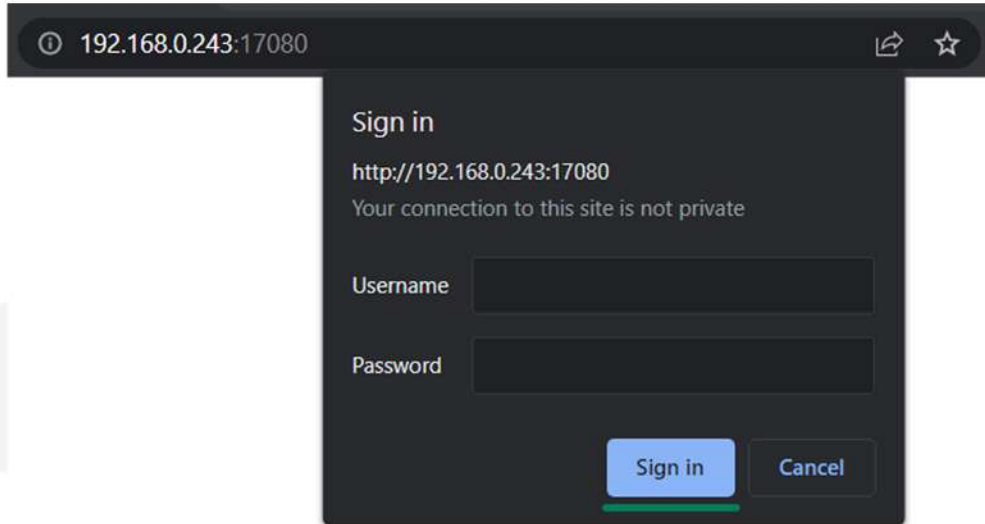 192.168.0.243:17080
Sign in
http://192.168.0.243:17080
Your connection to this site is not private
Username
Password
Sign in Cancel